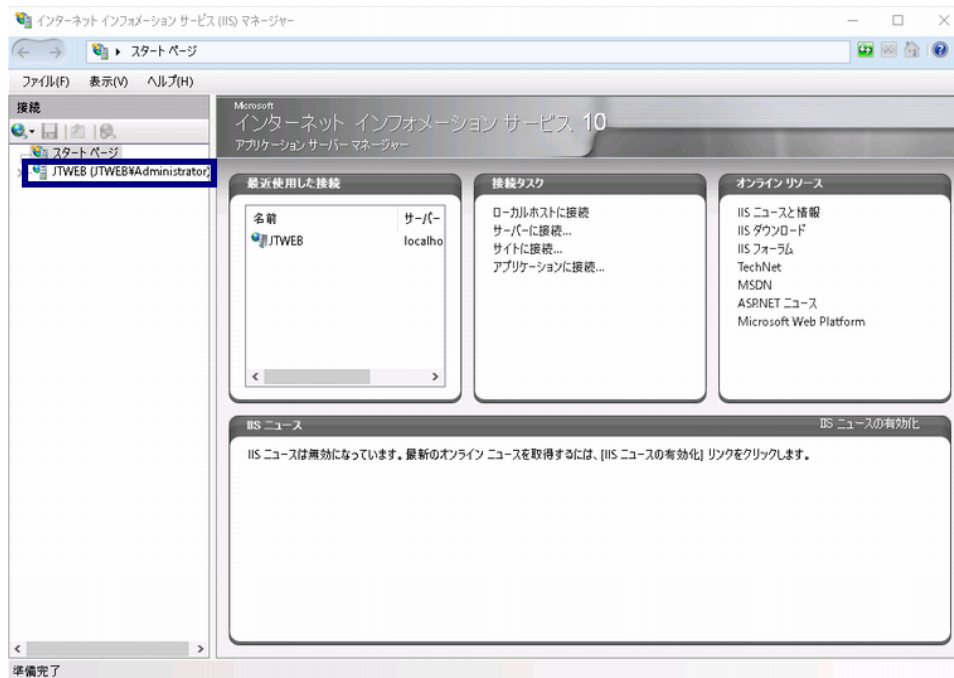 インターネット インフォメーション サービス (IIS) マネージャー
スタート ページ
ファイル(F) 表示(V) ヘルプ(H)
接続
スタート ページ
JTWEB (JTWEB¥Administrator)
Microsoft
インターネット インフォメーション サービス 10
アプリケーション サーバー マネージャー
最近使用した接続
名前 サーバー
JTWEB localho
接続タスク
ローカルホストに接続
サーバーに接続...
サイトに接続...
アプリケーションに接続...
オンライン リソース
IIS ニュースと情報
IIS ダウンロード
IIS フォーラム
TechNet
MSDN
ASP.NET ニュース
Microsoft Web Platform
IIS ニュース IIS ニュースの有効化
IIS ニュースは無効になっています。最新のオンライン ニュースを取得するには、[IIS ニュースの有効化] リンクをクリックします。
準備完了